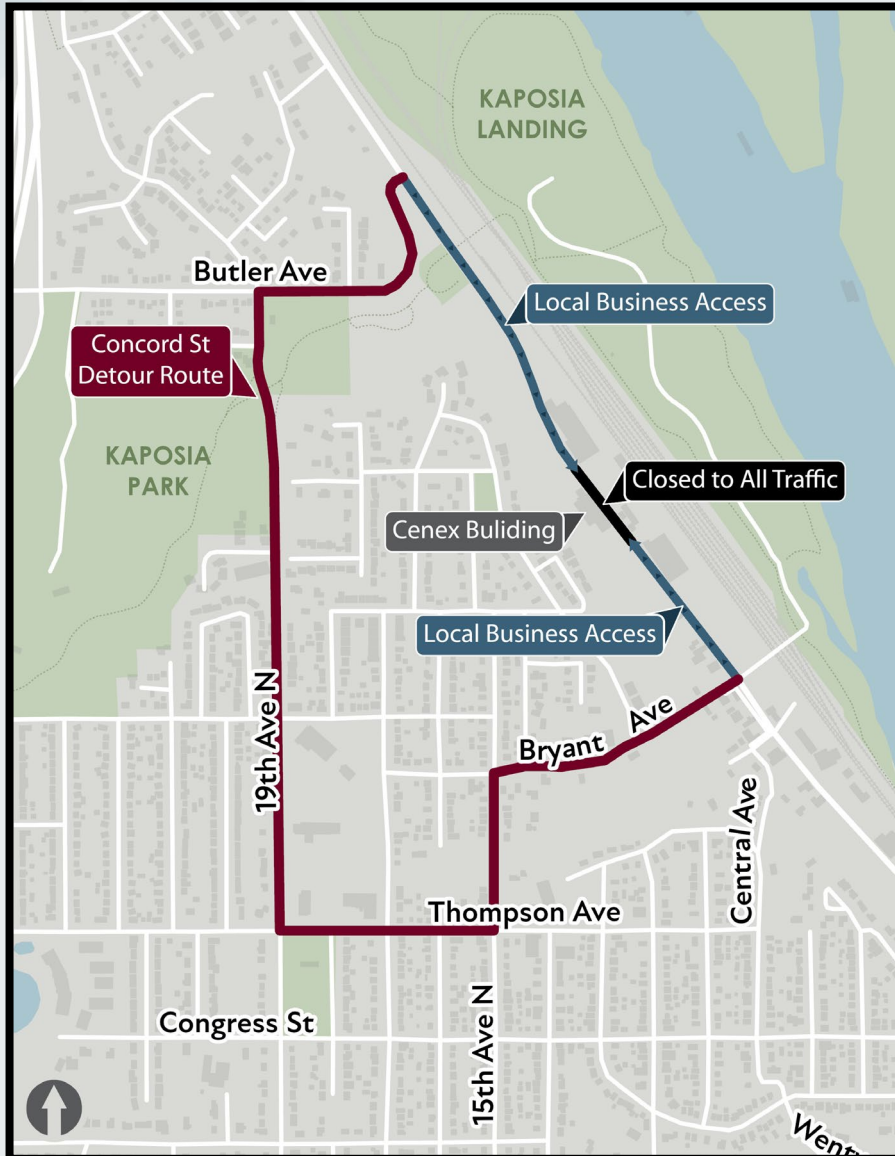 KAPOSIA
LANDING
Butler Ave
Local Business Access
Concord St
Detour Route
KAPOSIA
PARK
Closed to All Traffic
Cenex Buliding
Local Business Access
19th Ave N
Bryant Ave
Central Ave
Thompson Ave
15th Ave N
Congress St